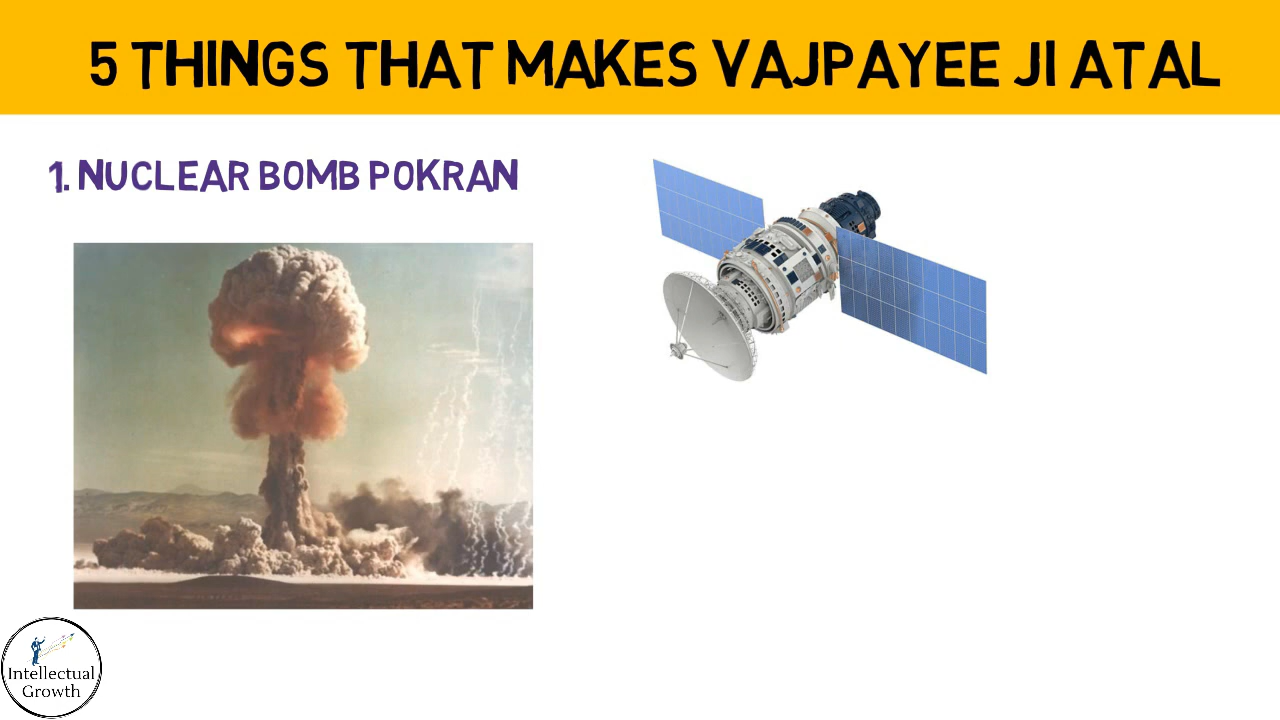 5 THINGS THAT MAKES VAJPAYEE JI ATAL
1. NUCLEAR BOMB POKRAN
Intellectual
Growth